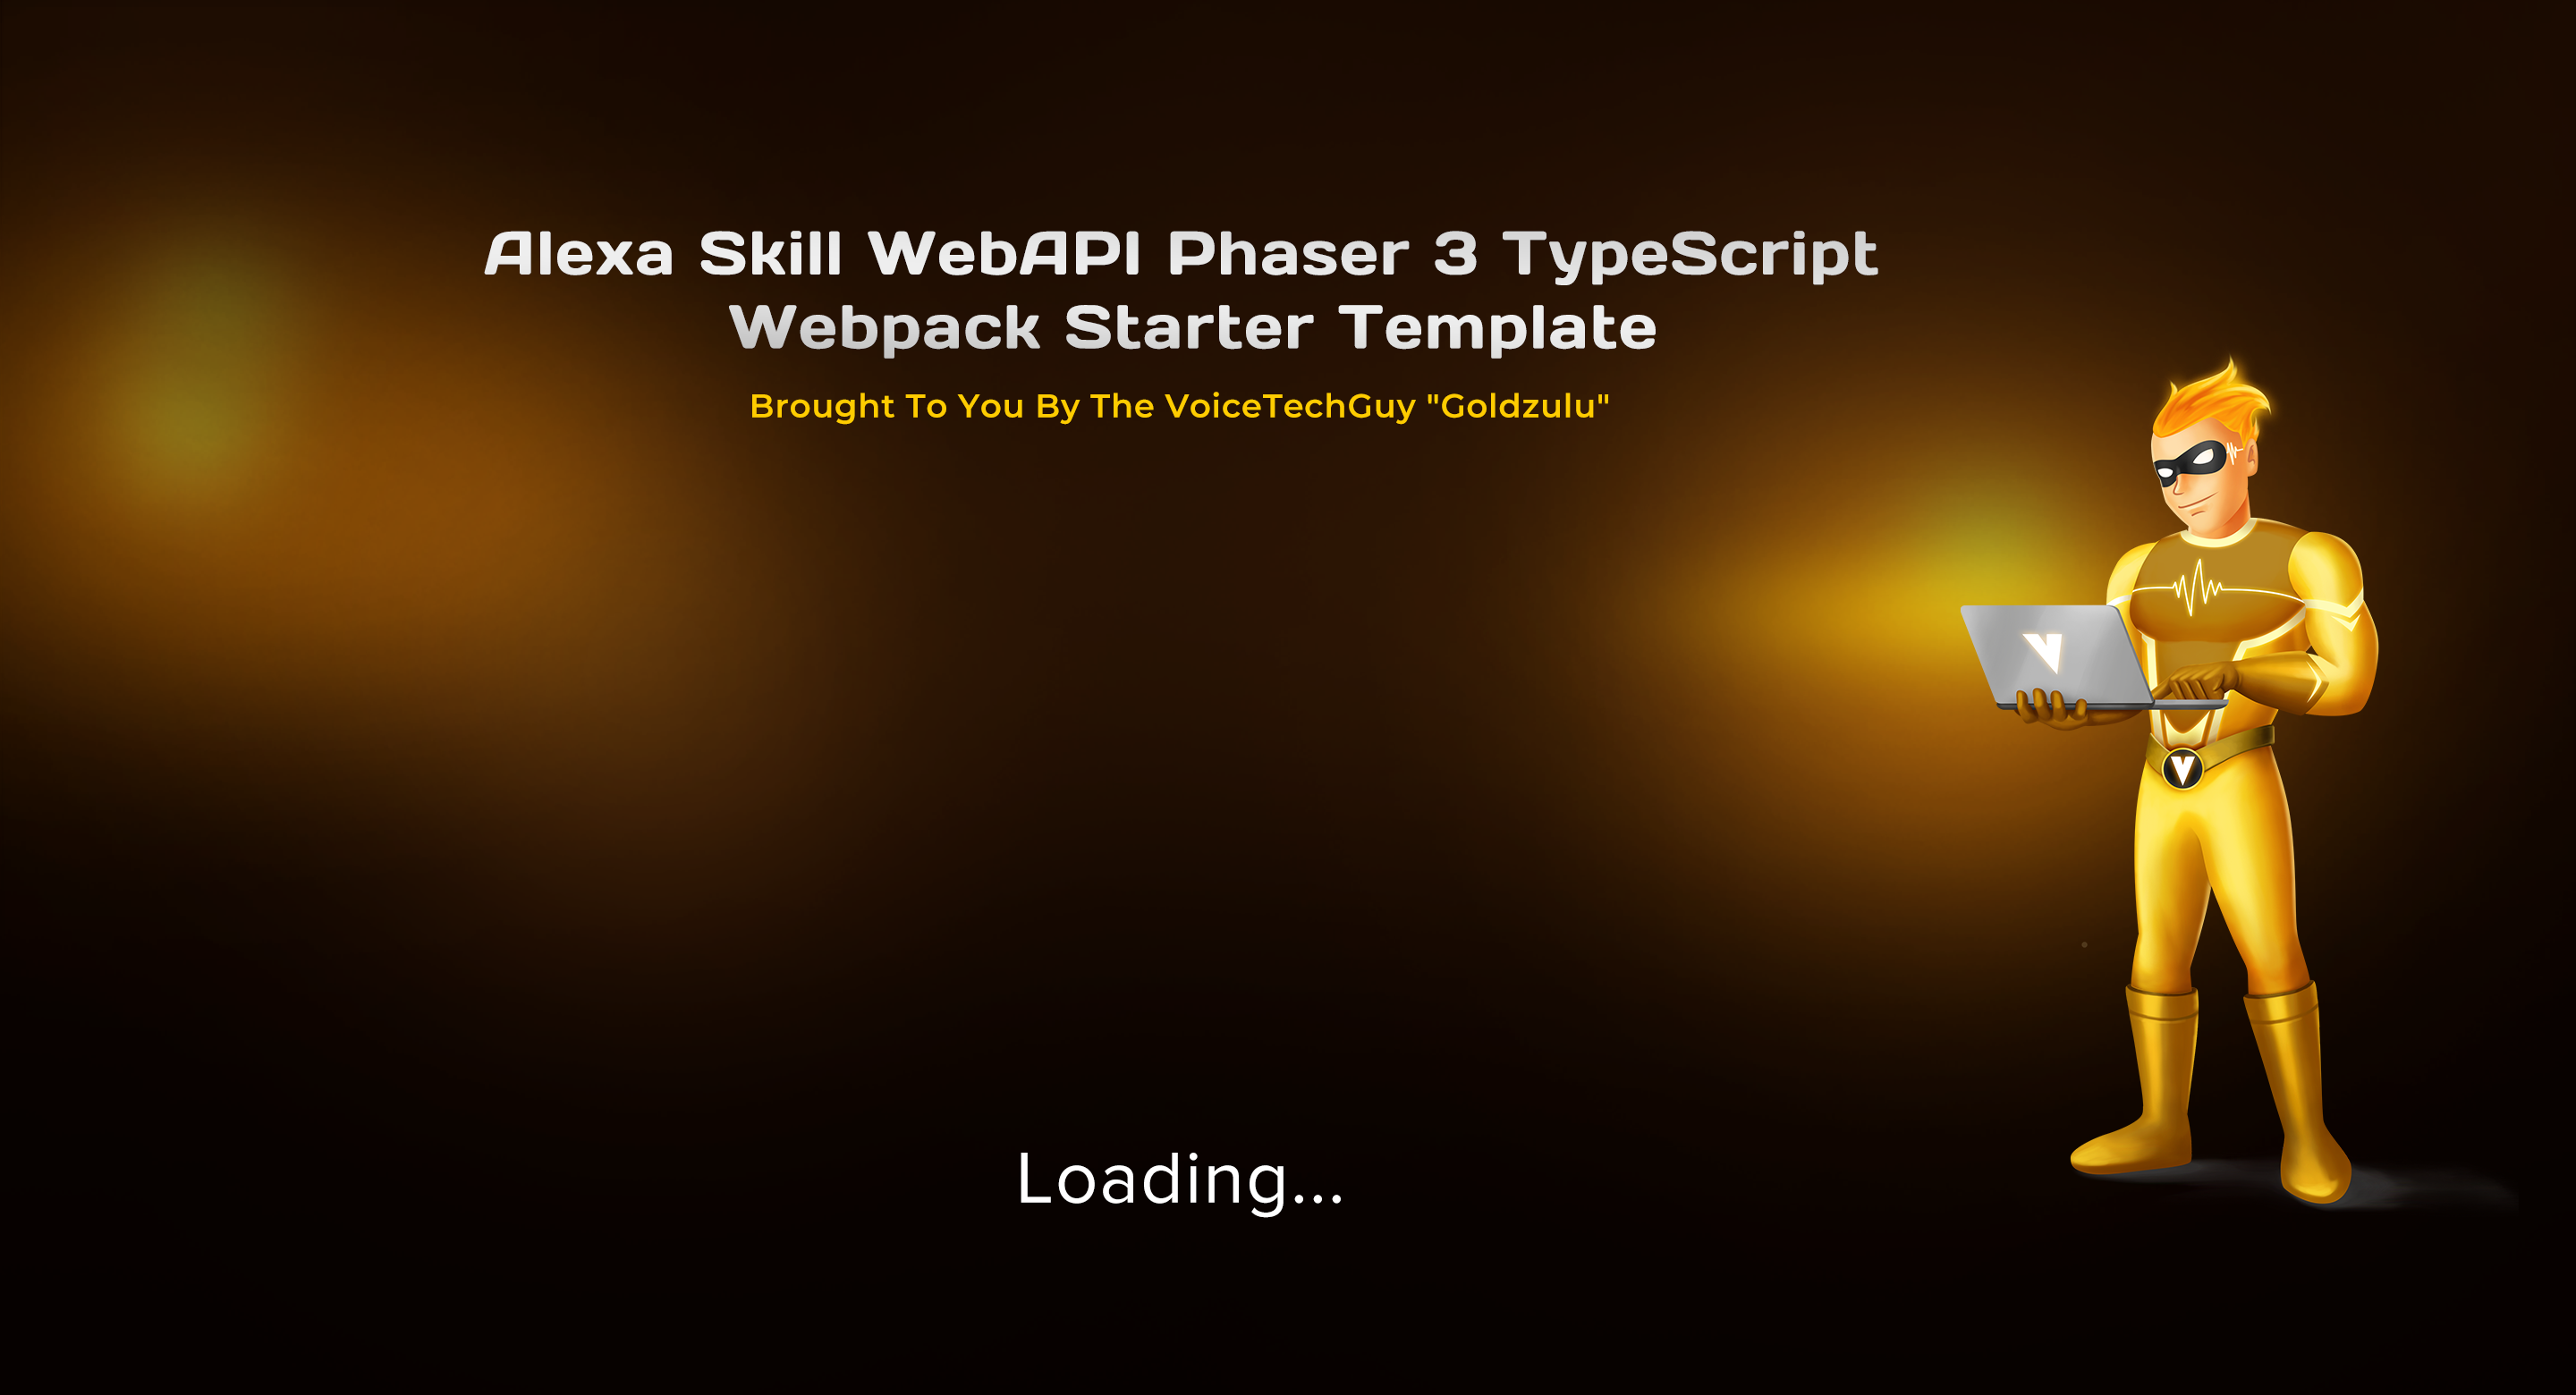 Alexa Skill WebAPI Phaser 3 TypeScript
Webpack Starter Template
Brought To You By The VoiceTechGuy "Goldzulu"
V
V
Loading...